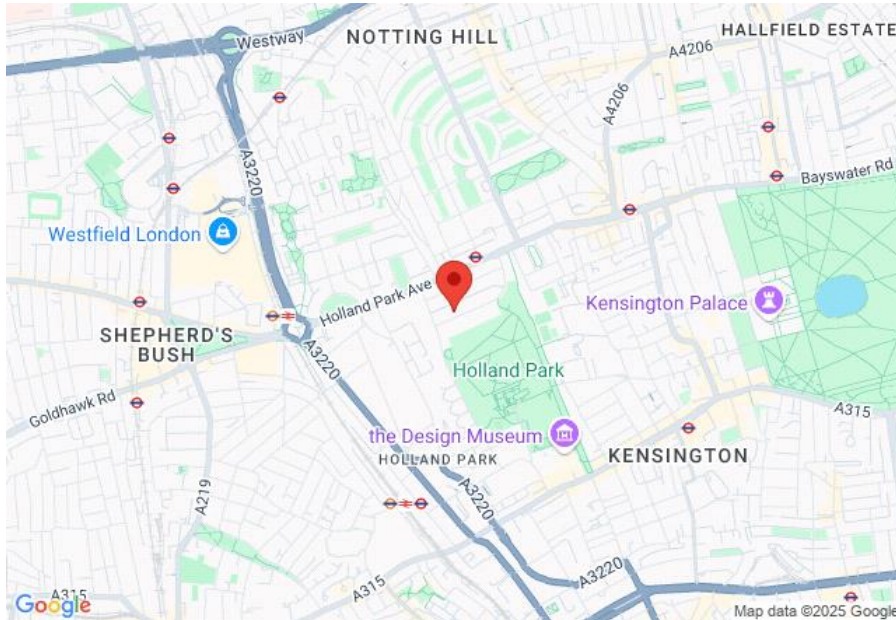 NOTTING HILL
HALLFIELD ESTATE
Westway
A4206
A4206
A3220
Bayswater Rd
Westfield London
Holland Park Ave
Kensington Palace
SHEPHERD'S
BUSH
A3220
Holland Park
Goldhawk Rd
A315
the Design Museum
HOLLAND PARK
KENSINGTON
A219
A3220
A315
A315
A3220
Google
Map data ©2025 Google